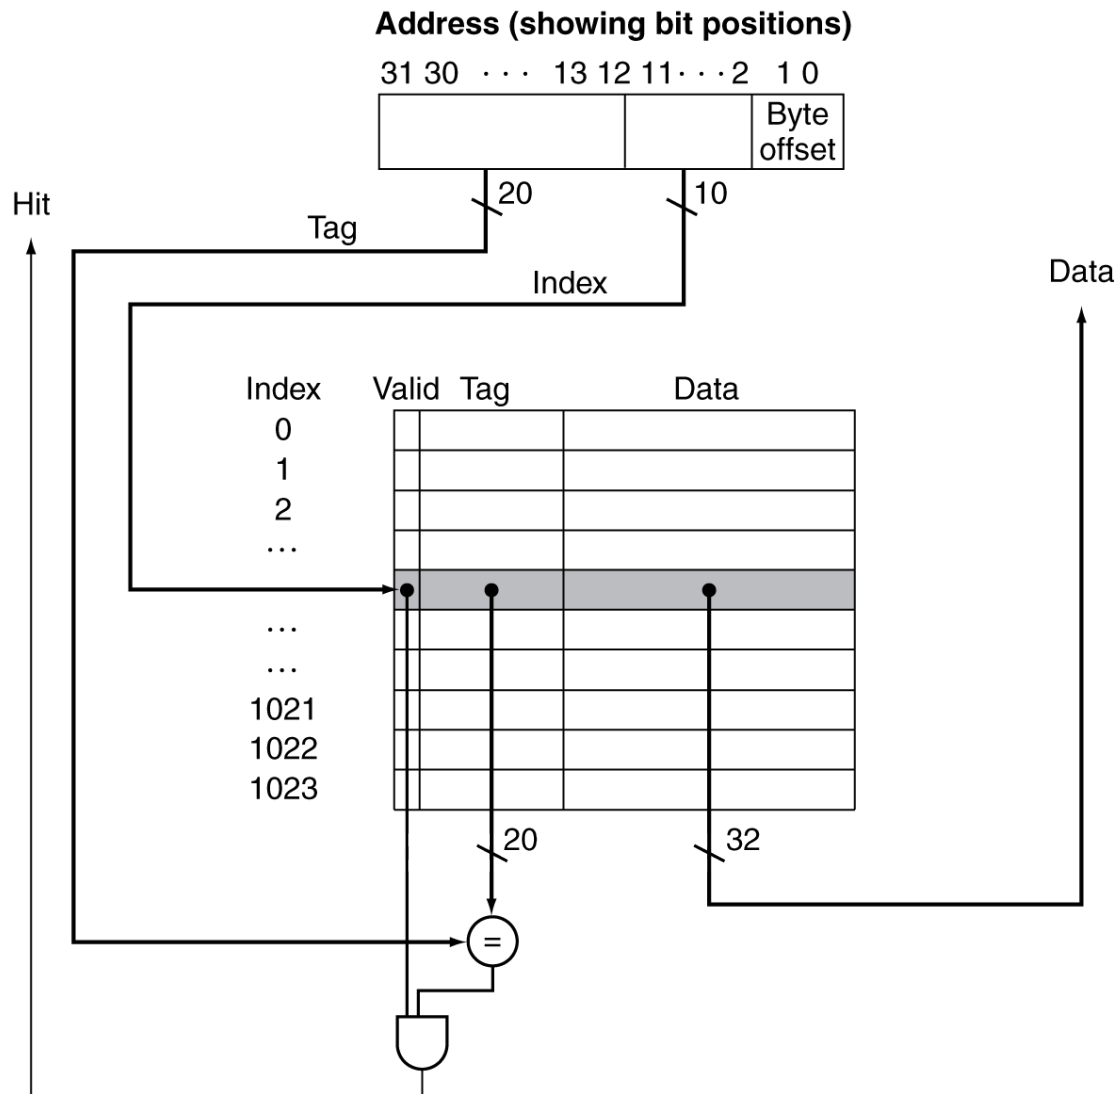 Address (showing bit positions)
31 30 · · · 13 12 11 · · · 2 1 0
Byte
offset
20 10
Hit
Tag
Data
Index
Index Valid Tag Data
0
1
2
...
...
...
1021
1022
1023
20 32
=